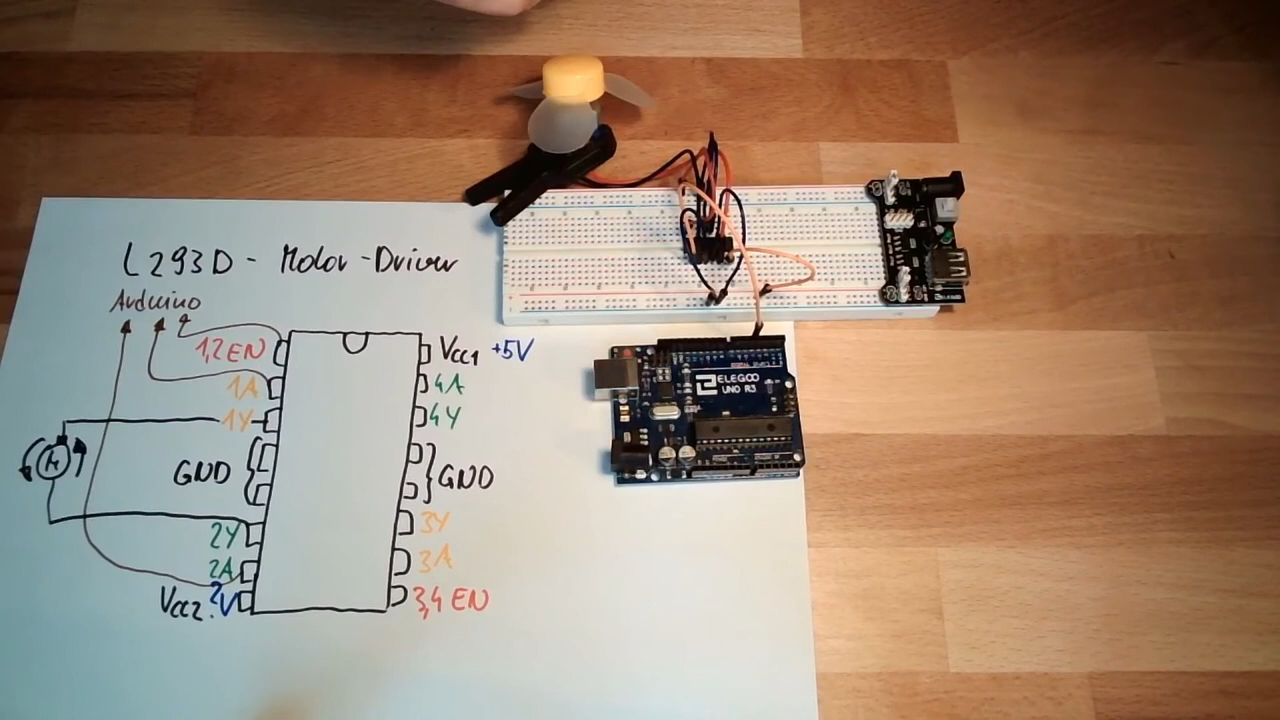 L293D - Motor-Driver
Arduino
1,2 EN
1A
1Y
GND
2Y
2A
Vcc2 ?V
Vcc1 +5V
4A
4Y
GND
3Y
3A
3,4 EN
M
ELEGOO
UNO R3